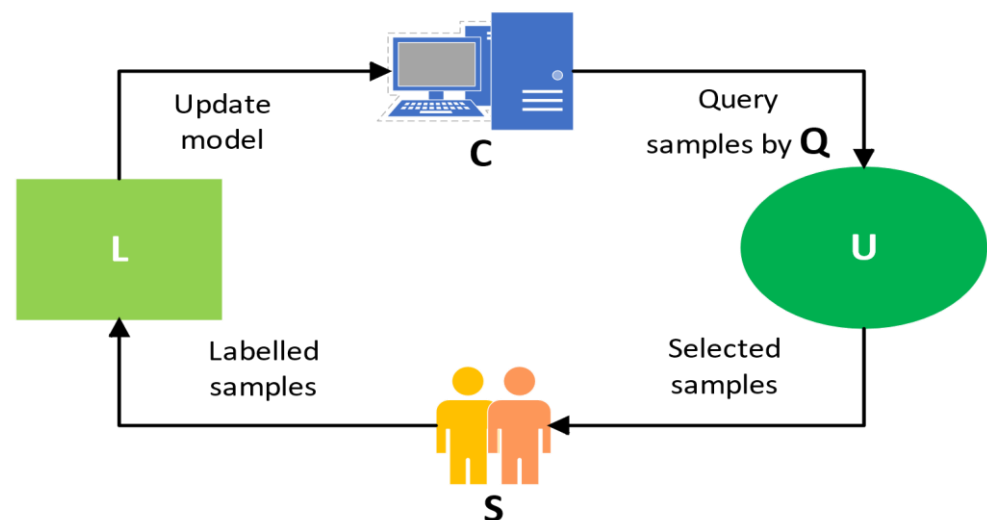 Update
model
C
Query
samples by Q
L
U
Labelled
samples
Selected
samples
S